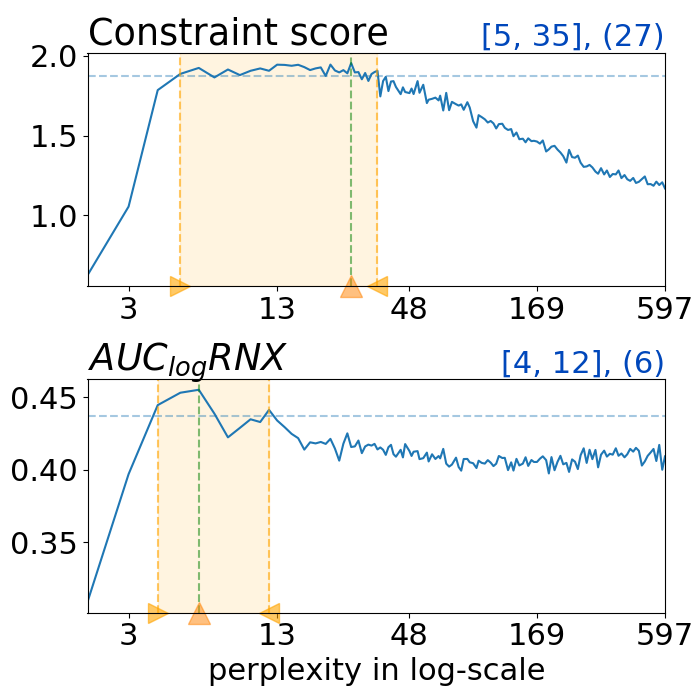 Constraint score [5, 35], (27)
2.0
1.5
1.0
3 13 48 169 597
AUC_logRNX [4, 12], (6)
0.45
0.40
0.35
3 13 48 169 597
perplexity in log-scale